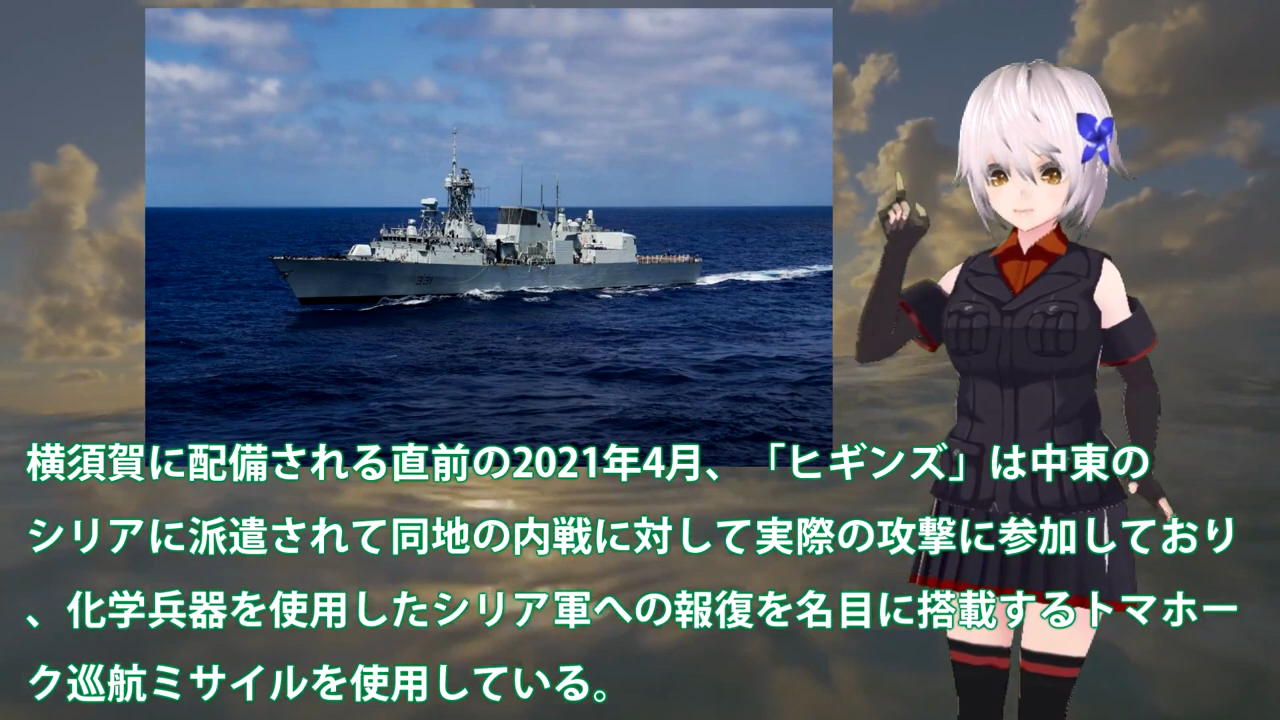 331
横須賀に配備される直前の2021年4月、「ヒギンズ」は中東の
シリアに派遣されて同地の内戦に対して実際の攻撃に参加しており
、化学兵器を使用したシリア軍への報復を名目に搭載するトマホー
ク巡航ミサイルを使用している。